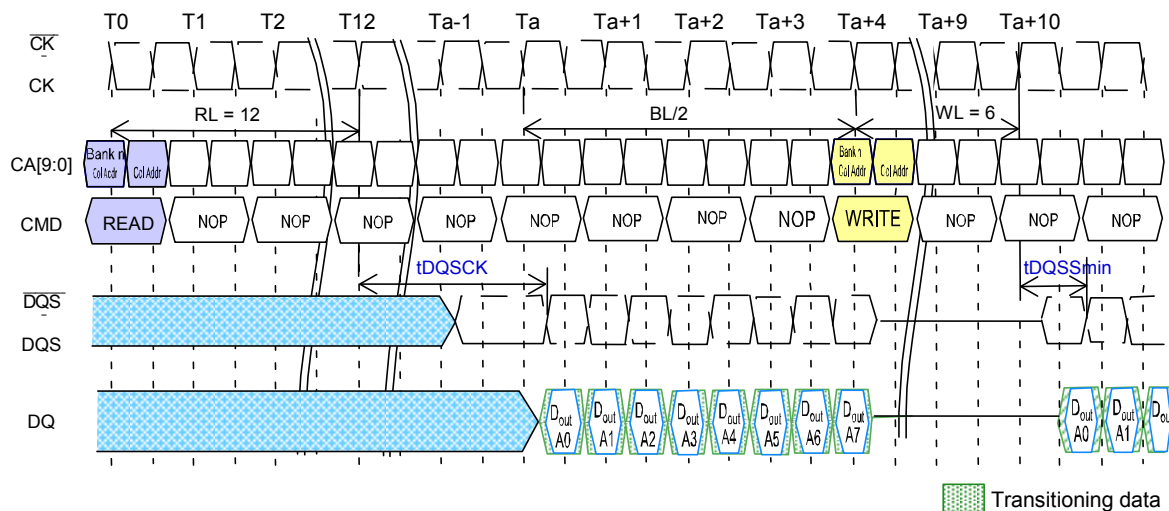 T0 T1 T2 T12 Ta-1 Ta Ta+1 Ta+2 Ta+3 Ta+4 Ta+9 Ta+10
CK
CK
RL = 12 BL/2 WL = 6
CA[9:0] Bank n Col Addr Col Addr Bank n Col Addr Col Addr
CMD READ NOP NOP NOP NOP NOP NOP NOP NOP WRITE NOP NOP NOP
tDQSCK tDQSSmin
DQS
DQS
DQ Dout A0 Dout A1 Dout A2 Dout A3 Dout A4 Dout A5 Dout A6 Dout A7 Dout A0 Dout A1 Dou
Transitioning data